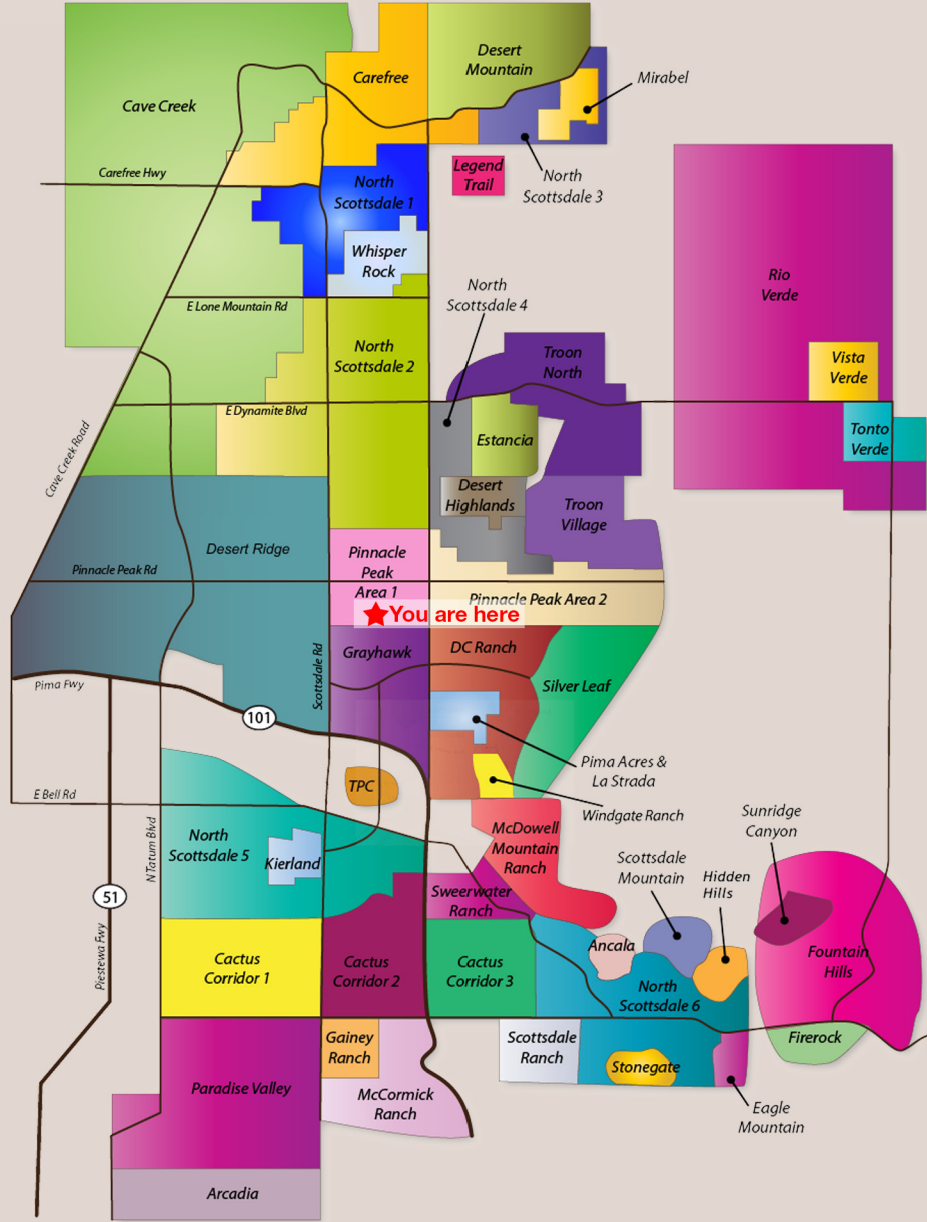 Cave Creek
Carefree
Desert
Mountain
Mirabel
Carefree Hwy
North
Scottsdale 1
Legend
Trail
North
Scottsdale 3
Whisper
Rock
Rio
Verde
E Lone Mountain Rd
North
Scottsdale 4
North
Scottsdale 2
Troon
North
Vista
Verde
E Dynamite Blvd
Estancia
Tonto
Verde
Cave Creek Road
Desert
Highlands
Troon
Village
Desert Ridge
Pinnacle
Peak
Area 1
Pinnacle Peak Rd
Pinnacle Peak Area 2
You are here
Grayhawk
DC Ranch
Scottsdale Rd
Silver Leaf
Pima Fwy
101
Pima Acres &
La Strada
TPC
E Bell Rd
Windgate Ranch
N Tatum Blvd
North
Scottsdale 5
Kierland
McDowell
Mountain
Ranch
Sunridge
Canyon
Scottsdale
Mountain
Hidden
Hills
51
Sweerwater
Ranch
Piestewa Fwy
Cactus
Corridor 1
Cactus
Corridor 2
Cactus
Corridor 3
Ancala
North
Scottsdale 6
Fountain
Hills
Gainey
Ranch
Scottsdale
Ranch
Stonegate
Firerock
Paradise Valley
McCormick
Ranch
Eagle
Mountain
Arcadia